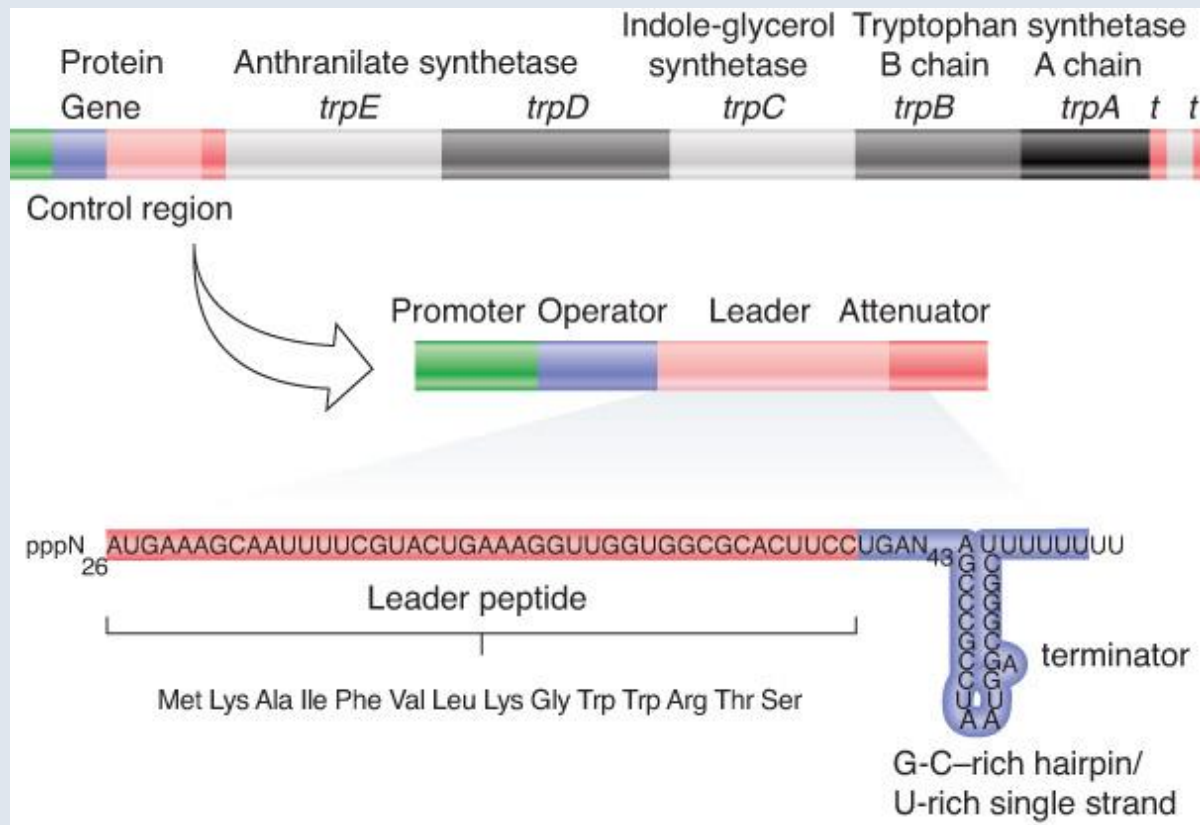 Indole-glycerol Tryptophan synthetase
Protein Anthranilate synthetase synthetase B chain A chain
Gene trpE trpD trpC trpB trpA t t
Control region
Promoter Operator Leader Attenuator
pppN26 AUGAAAGCAAUUUUCGUACUGAAAGGUUGGUGGCGCACUUCCUGAN43 A UUUUUUUU
G C
C G
C G
C G
G C
C G A
C G
U U
A A
Leader peptide
terminator
Met Lys Ala Ile Phe Val Leu Lys Gly Trp Trp Arg Thr Ser
G-C–rich hairpin/
U-rich single strand